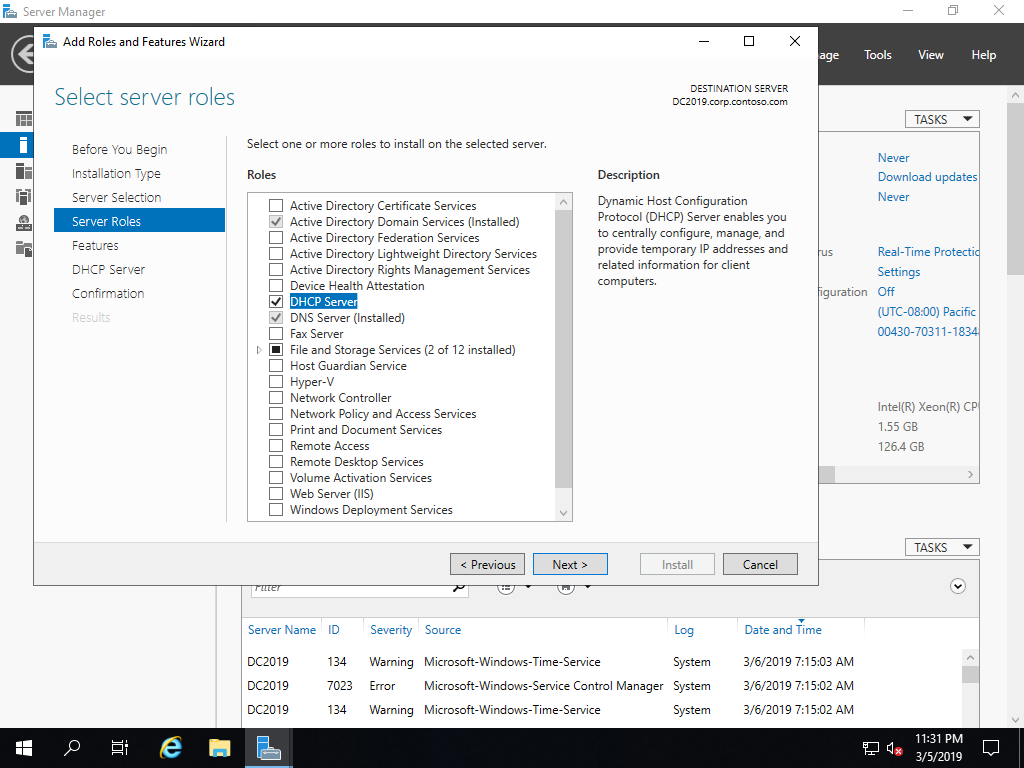 Server Manager
Add Roles and Features Wizard
Tools
View
Help
Select server roles
DESTINATION SERVER
DC2019.corp.contoso.com
TASKS
Before You Begin
Installation Type
Server Selection
Server Roles
Features
DHCP Server
Confirmation
Results
Select one or more roles to install on the selected server.
Roles
Active Directory Certificate Services
Active Directory Domain Services (Installed)
Active Directory Federation Services
Active Directory Lightweight Directory Services
Active Directory Rights Management Services
Device Health Attestation
DHCP Server
DNS Server (Installed)
Fax Server
File and Storage Services (2 of 12 installed)
Host Guardian Service
Hyper-V
Network Controller
Network Policy and Access Services
Print and Document Services
Remote Access
Remote Desktop Services
Volume Activation Services
Web Server (IIS)
Windows Deployment Services
Description
Dynamic Host Configuration
Protocol (DHCP) Server enables you
to centrally configure, manage, and
provide temporary IP addresses and
related information for client
computers.
Never
Download updates
Never
Real-Time Protectio
Settings
Off
(UTC-08:00) Pacific
00430-70311-1834
Intel(R) Xeon(R) CP
1.55 GB
126.4 GB
< Previous
Next >
Install
Cancel
TASKS
Filter
Server Name ID Severity Source Log Date and Time
DC2019 134 Warning Microsoft-Windows-Time-Service System 3/6/2019 7:15:03 AM
DC2019 7023 Error Microsoft-Windows-Service Control Manager System 3/6/2019 7:15:02 AM
DC2019 134 Warning Microsoft-Windows-Time-Service System 3/6/2019 7:15:02 AM
11:31 PM
3/5/2019